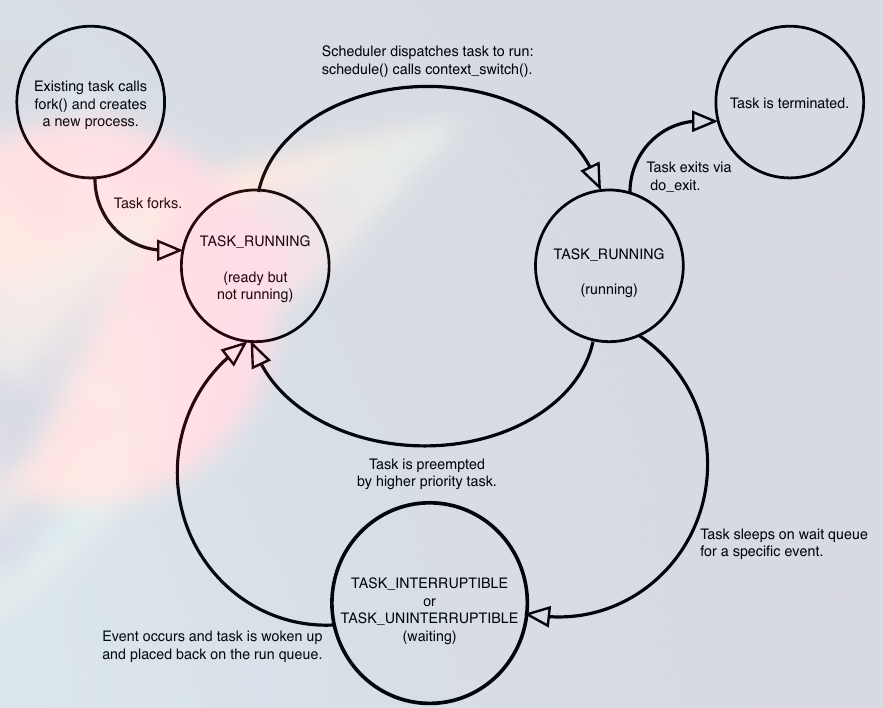 Scheduler dispatches task to run:
schedule() calls context_switch().
Existing task calls
fork() and creates
a new process.
Task is terminated.
Task exits via
do_exit.
Task forks.
TASK_RUNNING
(ready but
not running)
TASK_RUNNING
(running)
Task is preempted
by higher priority task.
Task sleeps on wait queue
for a specific event.
TASK_INTERRUPTIBLE
or
TASK_UNINTERRUPTIBLE
(waiting)
Event occurs and task is woken up
and placed back on the run queue.